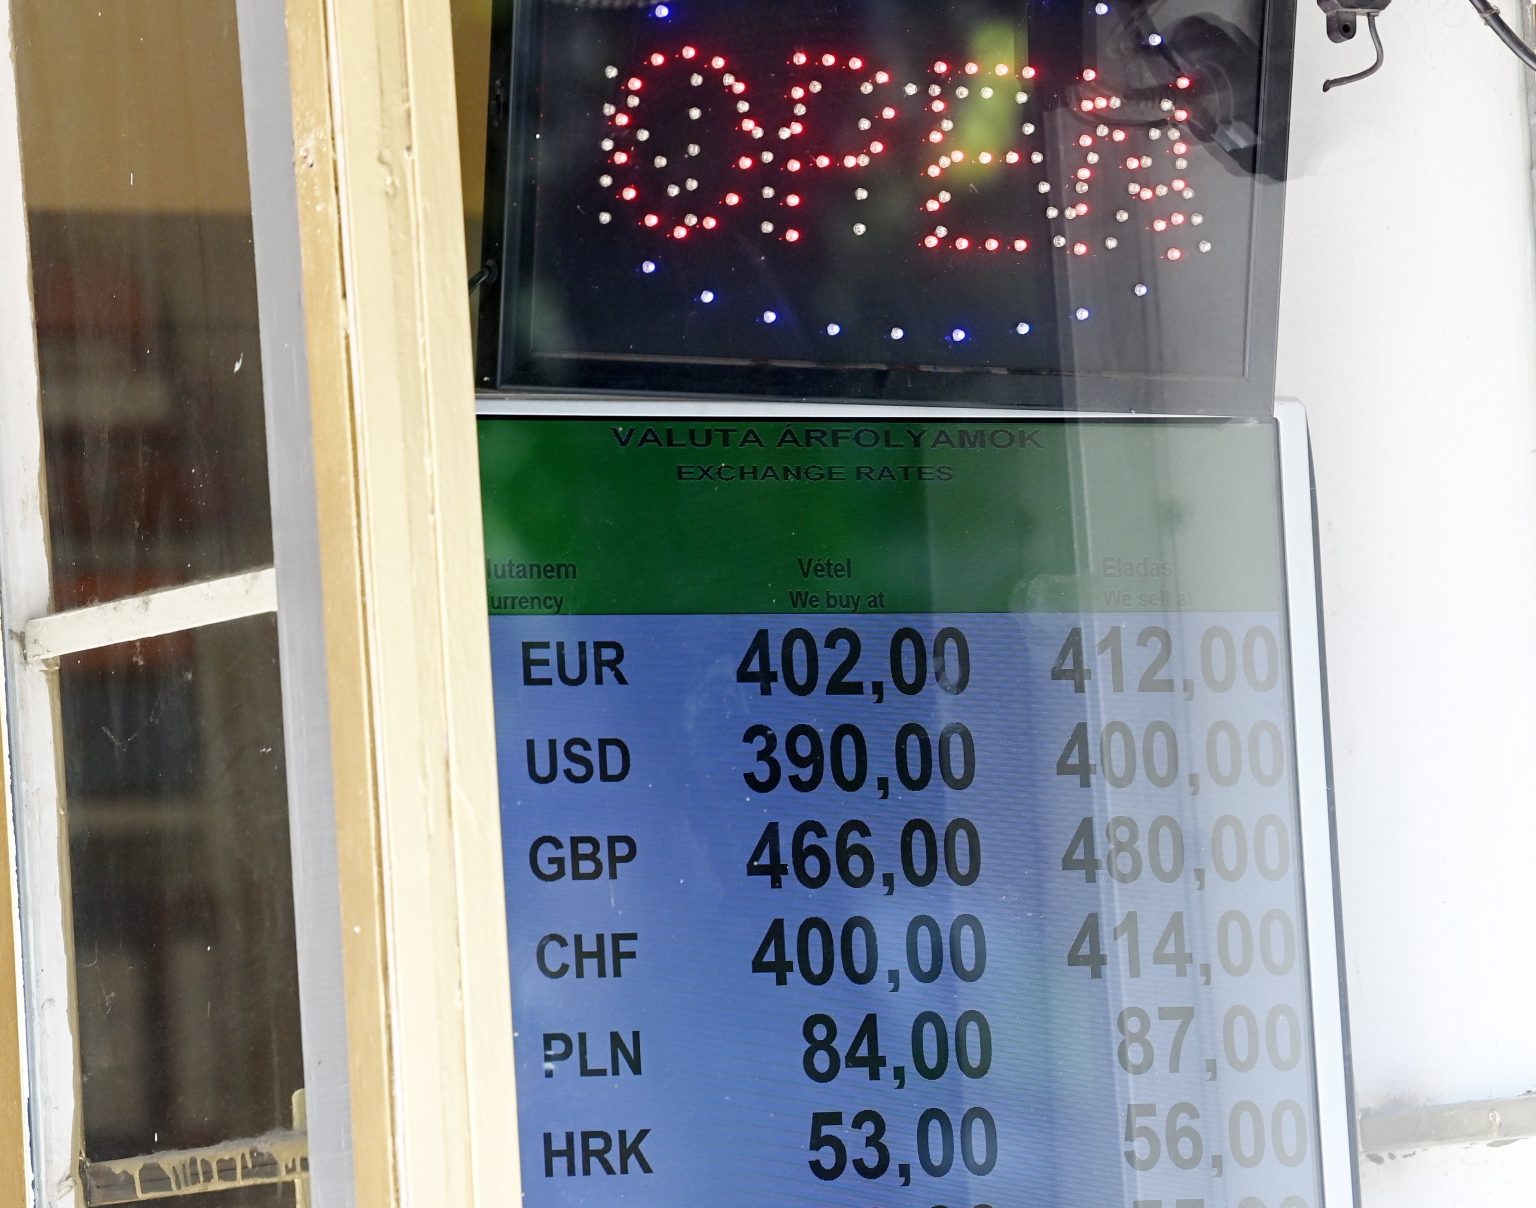 OPEN
VALUTA ÁRFOLYAMOK
EXCHANGE RATES
lutanem Vétel Eladás
urrency We buy at We sell at
EUR 402,00 412,00
USD 390,00 400,00
GBP 466,00 480,00
CHF 400,00 414,00
PLN 84,00 87,00
HRK 53,00 56,00